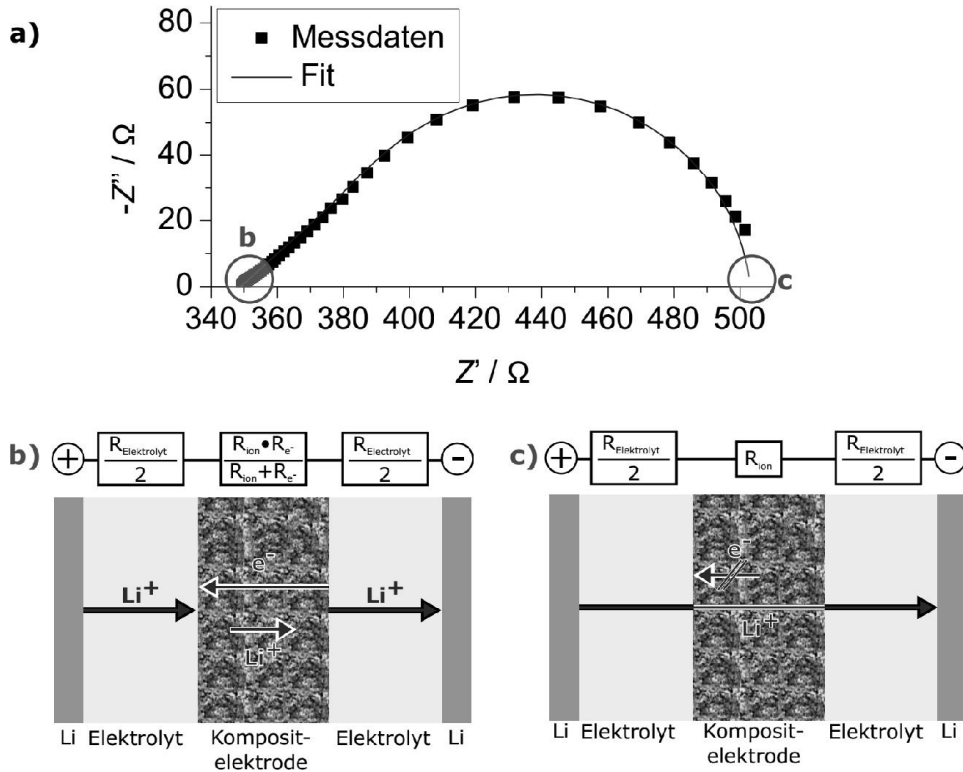 a)
80
60
40
20
0
-Z'' / Ω
Messdaten
Fit
b
c
340 360 380 400 420 440 460 480 500
Z' / Ω
b)
+ R_Elektrolyt/2 R_ion•R_e-/R_ion+R_e- R_Electrolyt/2 -
e⁻
Li⁺ Li⁺
Li⁺
Li Elektrolyt Komposit- Elektrolyt Li
elektrode
c)
+ R_Elektrolyt/2 R_ion R_Elektrolyt/2 -
e⁻
Li⁺
Li Elektrolyt Komposit- Elektrolyt Li
elektrode